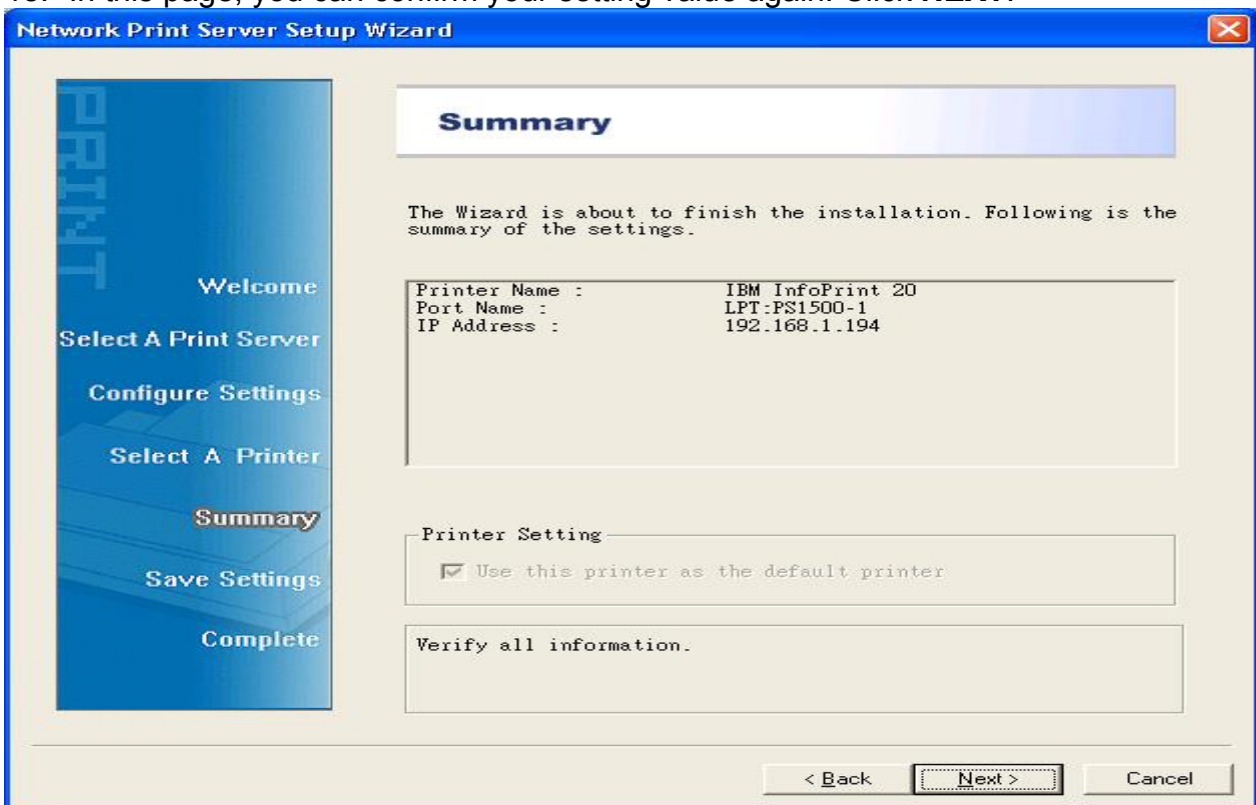 Network Print Server Setup Wizard
PRINT
Summary
The Wizard is about to finish the installation. Following is the
summary of the settings.
Welcome
Select A Print Server
Configure Settings
Select A Printer
Summary
Save Settings
Complete
Printer Name : IBM InfoPrint 20
Port Name : LPT:PS1500-1
IP Address : 192.168.1.194
Printer Setting
Use this printer as the default printer
Verify all information.
< Back Next > Cancel